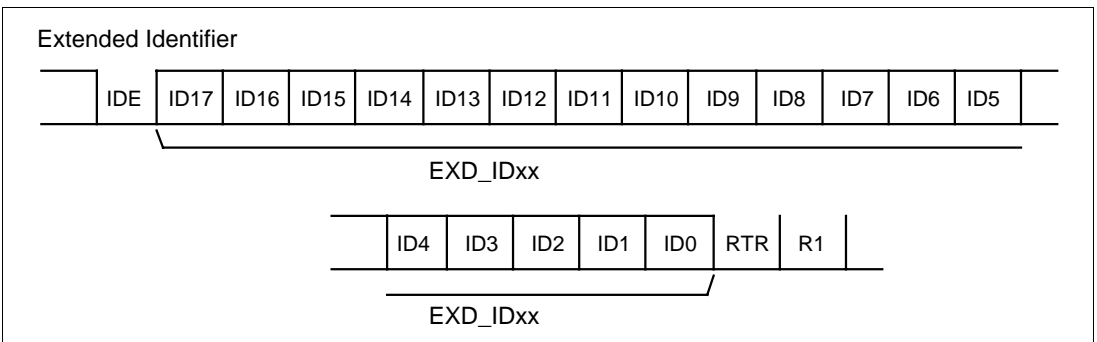 Extended Identifier
IDE ID17 ID16 ID15 ID14 ID13 ID12 ID11 ID10 ID9 ID8 ID7 ID6 ID5
EXD_IDxx
ID4 ID3 ID2 ID1 ID0 RTR R1
EXD_IDxx